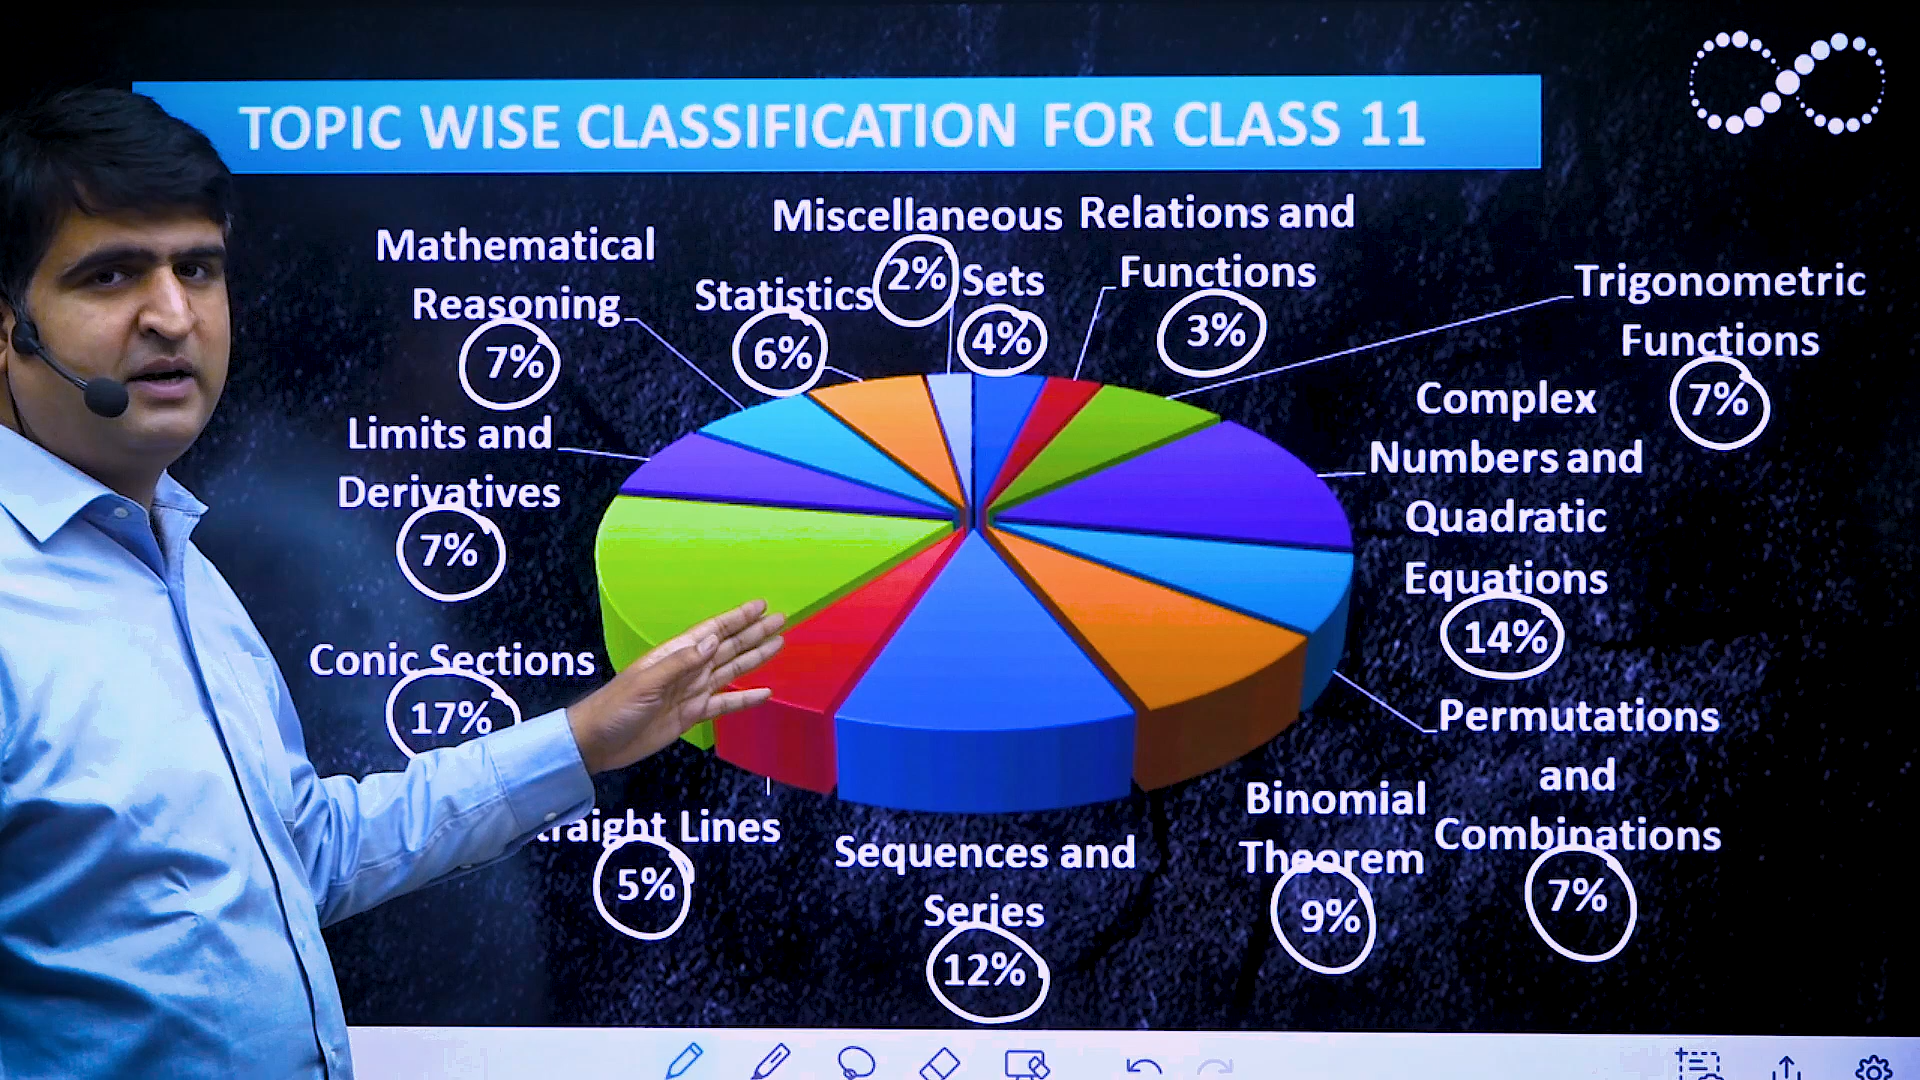 TOPIC WISE CLASSIFICATION FOR CLASS 11
Miscellaneous
2%
Relations and
Functions
3%
Mathematical
Reasoning
7%
Statistics
6%
Sets
4%
Trigonometric
Functions
7%
Limits and
Derivatives
7%
Complex
Numbers and
Quadratic
Equations
14%
Conic Sections
17%
Permutations
and
Combinations
7%
traight Lines
5%
Sequences and
Series
12%
Binomial
Theorem
9%